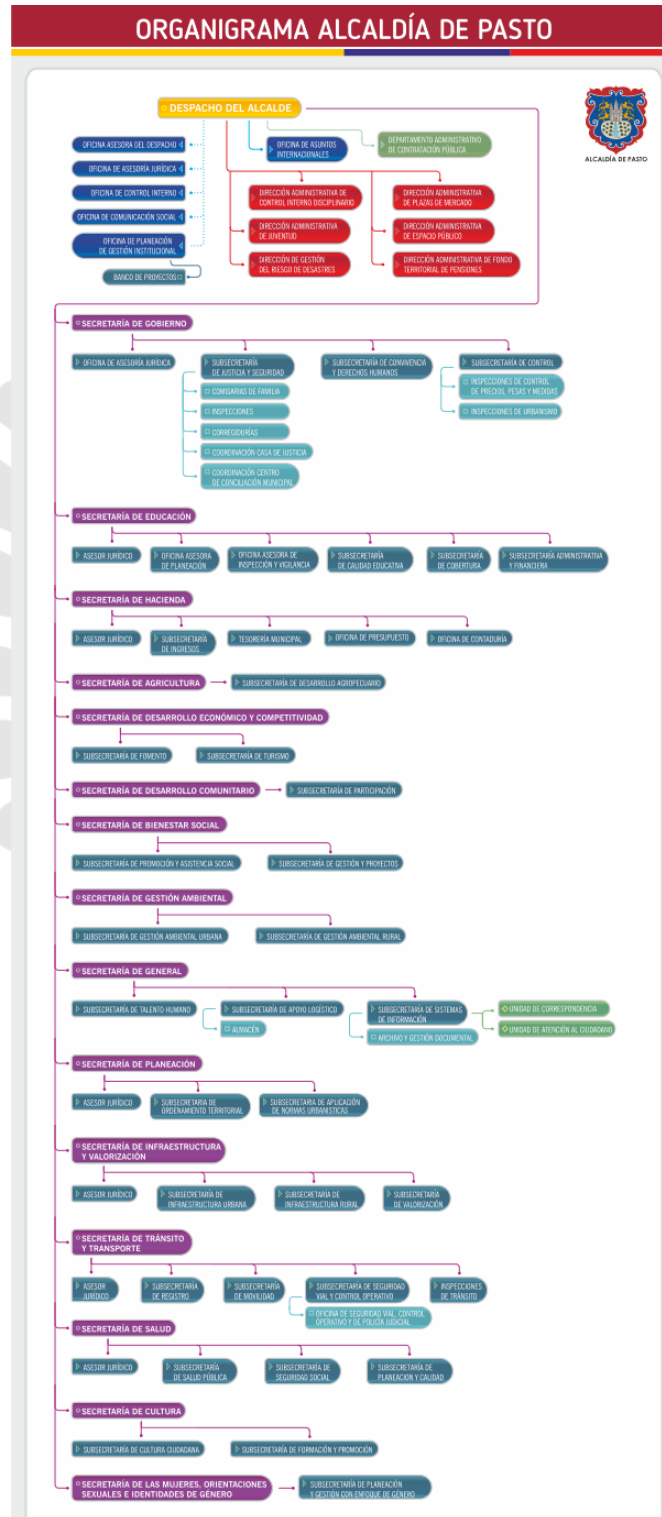 ORGANIGRAMA ALCALDÍA DE PASTO
DESPACHO DEL ALCALDE
ALCALDÍA DE PASTO
OFICINA ASESORA DEL DESPACHO
OFICINA DE ASESORÍA JURÍDICA
OFICINA DE CONTROL INTERNO
OFICINA DE COMUNICACIÓN SOCIAL
OFICINA DE PLANEACIÓN
DE GESTIÓN INSTITUCIONAL
BANCO DE PROYECTOS
OFICINA DE ASUNTOS
INTERNACIONALES
DEPARTAMENTO ADMINISTRATIVO
DE CONTRATACIÓN PÚBLICA
DIRECCIÓN ADMINISTRATIVA DE
CONTROL INTERNO DISCIPLINARIO
DIRECCIÓN ADMINISTRATIVA
DE PLAZAS DE MERCADO
DIRECCIÓN ADMINISTRATIVA
DE JUVENTUD
DIRECCIÓN ADMINISTRATIVA
DE ESPACIO PÚBLICO
DIRECCIÓN DE GESTIÓN
DEL RIESGO DE DESASTRES
DIRECCIÓN ADMINISTRATIVA DE FONDO
TERRITORIAL DE PENSIONES
SECRETARÍA DE GOBIERNO
OFICINA DE ASESORÍA JURÍDICA
SUBSECRETARÍA
DE JUSTICIA Y SEGURIDAD
COMISARIAS DE FAMILIA
INSPECCIONES
CORREGIDURÍAS
COORDINACIÓN CASA DE JUSTICIA
COORDINACIÓN CENTRO
DE CONCILIACIÓN MUNICIPAL
SUBSECRETARÍA DE CONVIVENCIA
Y DERECHOS HUMANOS
SUBSECRETARÍA DE CONTROL
INSPECCIONES DE CONTROL
DE PRECIOS, PESAS Y MEDIDAS
INSPECCIONES DE URBANISMO
SECRETARÍA DE EDUCACIÓN
ASESOR JURÍDICO
OFICINA ASESORA
DE PLANEACIÓN
OFICINA ASESORA DE
INSPECCIÓN Y VIGILANCIA
SUBSECRETARÍA
DE CALIDAD EDUCATIVA
SUBSECRETARÍA
DE COBERTURA
SUBSECRETARÍA ADMINISTRATIVA
Y FINANCIERA
SECRETARÍA DE HACIENDA
ASESOR JURÍDICO
SUBSECRETARÍA
DE INGRESOS
TESORERÍA MUNICIPAL
OFICINA DE PRESUPUESTO
OFICINA DE CONTADURÍA
SECRETARÍA DE AGRICULTURA
SUBSECRETARÍA DE DESARROLLO AGROPECUARIO
SECRETARÍA DE DESARROLLO ECONÓMICO Y COMPETITIVIDAD
SUBSECRETARÍA DE FOMENTO
SUBSECRETARÍA DE TURISMO
SECRETARÍA DE DESARROLLO COMUNITARIO
SUBSECRETARÍA DE PARTICIPACIÓN
SECRETARÍA DE BIENESTAR SOCIAL
SUBSECRETARÍA DE PROMOCIÓN Y ASISTENCIA SOCIAL
SUBSECRETARÍA DE GESTIÓN Y PROYECTOS
SECRETARÍA DE GESTIÓN AMBIENTAL
SUBSECRETARÍA DE GESTIÓN AMBIENTAL URBANA
SUBSECRETARÍA DE GESTIÓN AMBIENTAL RURAL
SECRETARÍA DE GENERAL
SUBSECRETARÍA DE TALENTO HUMANO
SUBSECRETARÍA DE APOYO LOGÍSTICO
ALMACÉN
SUBSECRETARÍA DE SISTEMAS
DE INFORMACIÓN
ARCHIVO Y GESTIÓN DOCUMENTAL
UNIDAD DE CORRESPONDENCIA
UNIDAD DE ATENCIÓN AL CIUDADANO
SECRETARÍA DE PLANEACIÓN
ASESOR JURÍDICO
SUBSECRETARIA DE
ORDENAMIENTO TERRITORIAL
SUBSECRETARIA DE APLICACIÓN
DE NORMAS URBANISTICAS
SECRETARÍA DE INFRAESTRUCTURA
Y VALORIZACIÓN
ASESOR JURÍDICO
SUBSECRETARÍA DE
INFRAESTRUCTURA URBANA
SUBSECRETARÍA DE
INFRAESTRUCTURA RURAL
SUBSECRETARÍA
DE VALORIZACIÓN
SECRETARÍA DE TRÁNSITO
Y TRANSPORTE
ASESOR
JURÍDICO
SUBSECRETARÍA
DE REGISTRO
SUBSECRETARÍA
DE MOVILIDAD
SUBSECRETARÍA DE SEGURIDAD
VIAL Y CONTROL OPERATIVO
OFICINA DE SEGURIDAD VIAL, CONTROL
OPERATIVO Y DE POLICÍA JUDICIAL
INSPECCIONES
DE TRÁNSITO
SECRETARÍA DE SALUD
ASESOR JURÍDICO
SUBSECRETARÍA
DE SALUD PÚBLICA
SUBSECRETARÍA DE
SEGURIDAD SOCIAL
SUBSECRETARÍA DE
PLANEACION Y CALIDAD
SECRETARÍA DE CULTURA
SUBSECRETARÍA DE CULTURA CIUDADANA
SUBSECRETARÍA DE FORMACIÓN Y PROMOCIÓN
SECRETARÍA DE LAS MUJERES, ORIENTACIONES
SEXUALES E IDENTIDADES DE GÉNERO
SUBSECRETARÍA DE PLANEACIÓN
Y GESTIÓN CON ENFOQUE DE GÉNERO